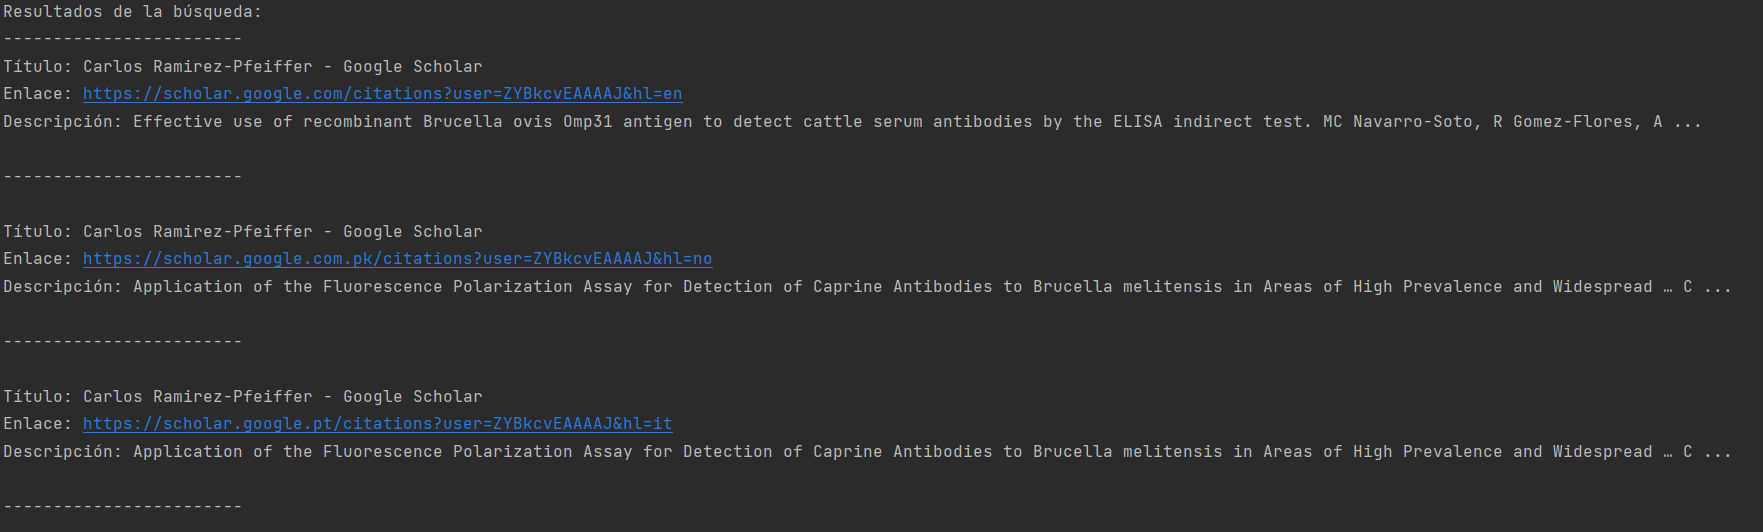 Resultados de la búsqueda:
------------------------
Título: Carlos Ramirez-Pfeiffer - Google Scholar
Enlace: https://scholar.google.com/citations?user=ZYBkcvEAAAAJ&hl=en
Descripción: Effective use of recombinant Brucella ovis Omp31 antigen to detect cattle serum antibodies by the ELISA indirect test. MC Navarro-Soto, R Gomez-Flores, A ...
------------------------
Título: Carlos Ramirez-Pfeiffer - Google Scholar
Enlace: https://scholar.google.com.pk/citations?user=ZYBkcvEAAAAJ&hl=no
Descripción: Application of the Fluorescence Polarization Assay for Detection of Caprine Antibodies to Brucella melitensis in Areas of High Prevalence and Widespread … C ...
------------------------
Título: Carlos Ramirez-Pfeiffer - Google Scholar
Enlace: https://scholar.google.pt/citations?user=ZYBkcvEAAAAJ&hl=it
Descripción: Application of the Fluorescence Polarization Assay for Detection of Caprine Antibodies to Brucella melitensis in Areas of High Prevalence and Widespread … C ...
------------------------